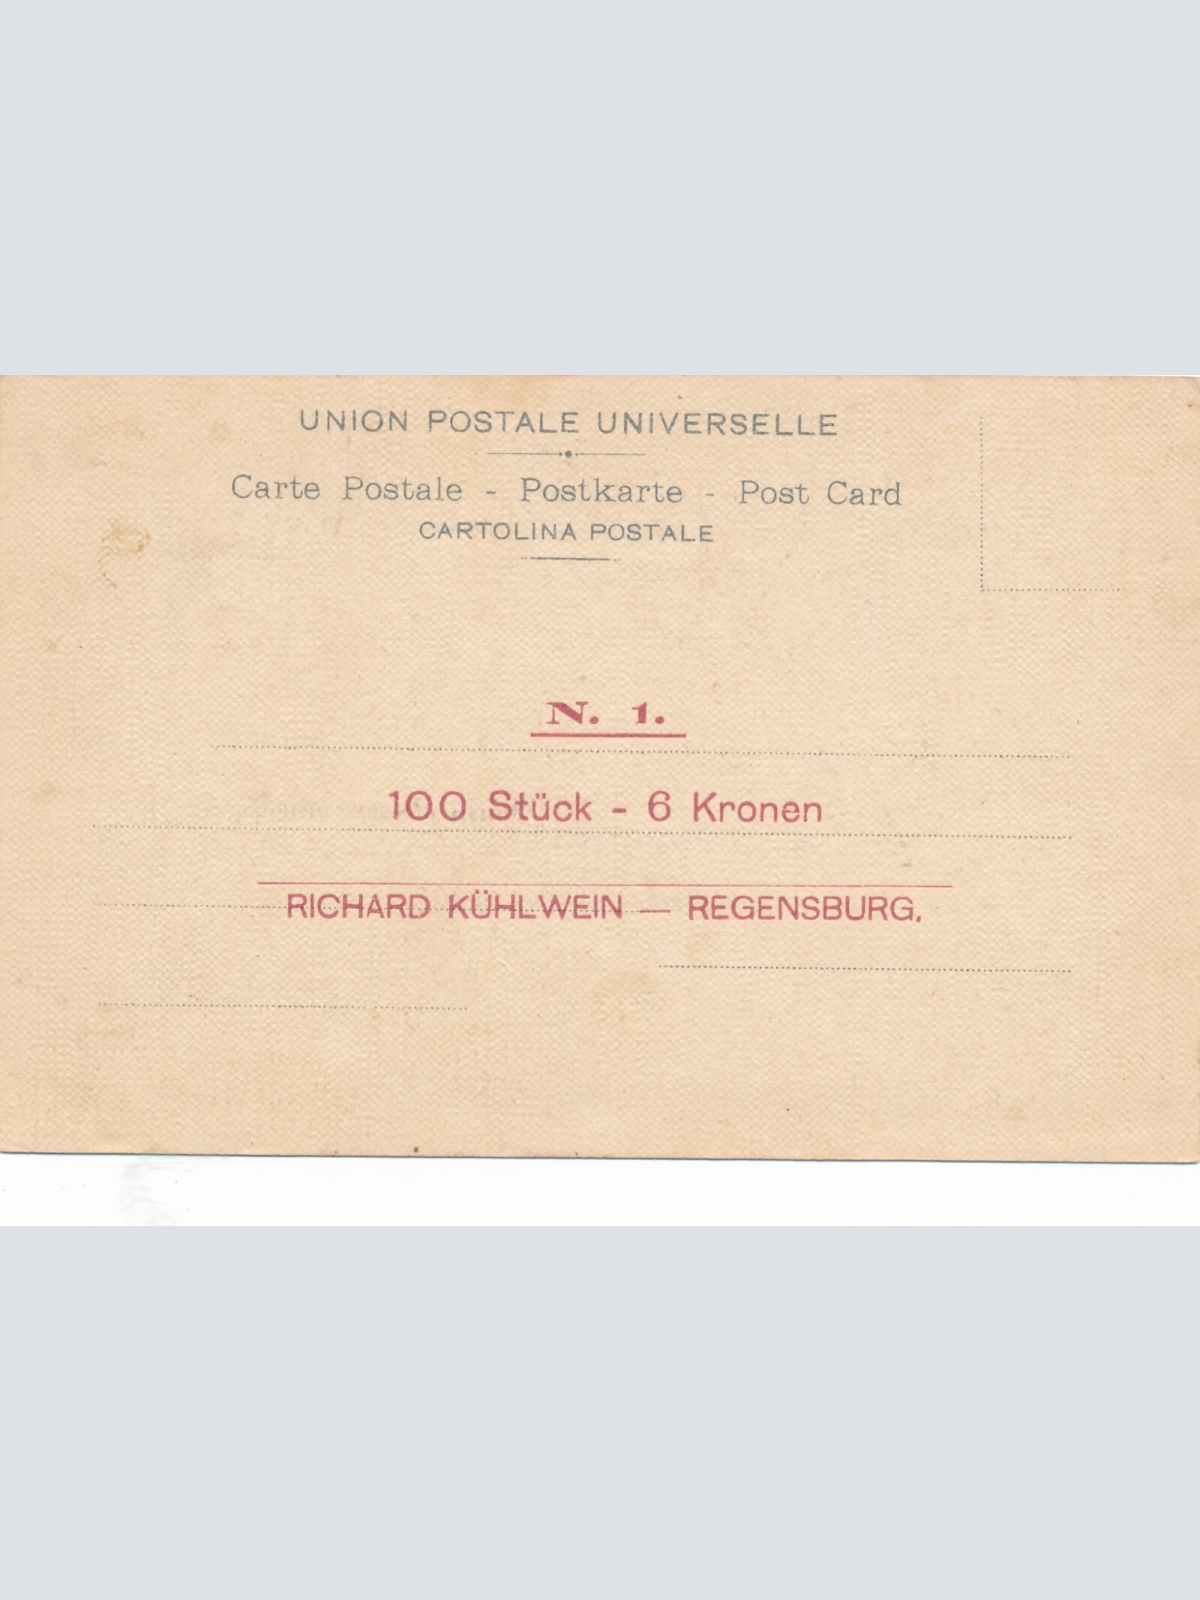 UNION POSTALE UNIVERSELLE
Carte Postale - Postkarte - Post Card
CARTOLINA POSTALE
N. 1.
100 Stück - 6 Kronen
RICHARD KÜHLWEIN — REGENSBURG.